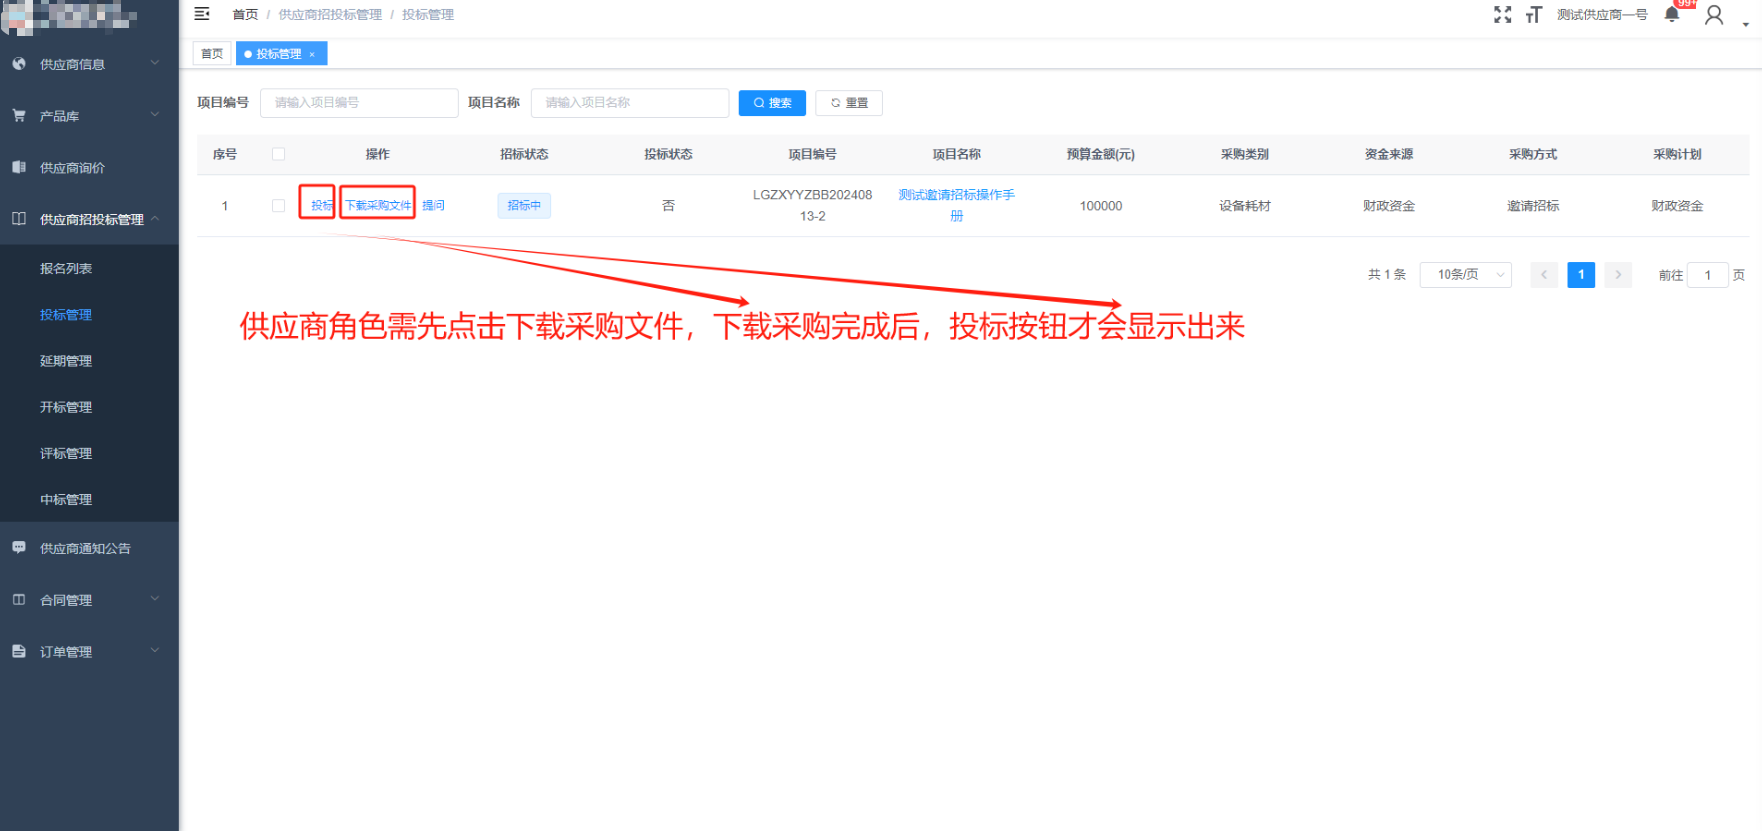 首页 / 供应商招投标管理 / 投标管理
测试供应商一号
99+
首页
投标管理 ×
供应商信息
产品库
供应商询价
供应商招投标管理
报名列表
投标管理
延期管理
开标管理
评标管理
中标管理
供应商通知公告
合同管理
订单管理
项目编号 请输入项目编号 项目名称 请输入项目名称 搜索 重置
序号 操作 招标状态 投标状态 项目编号 项目名称 预算金额(元) 采购类别 资金来源 采购方式 采购计划
1 投标 下载采购文件 提问 招标中 否 LGZXYYZBB202408 测试邀请招标操作手 100000 设备耗材 财政资金 邀请招标 财政资金
13-2 册
共 1 条 10条/页 1 前往 1 页
供应商角色需先点击下载采购文件，下载采购完成后，投标按钮才会显示出来